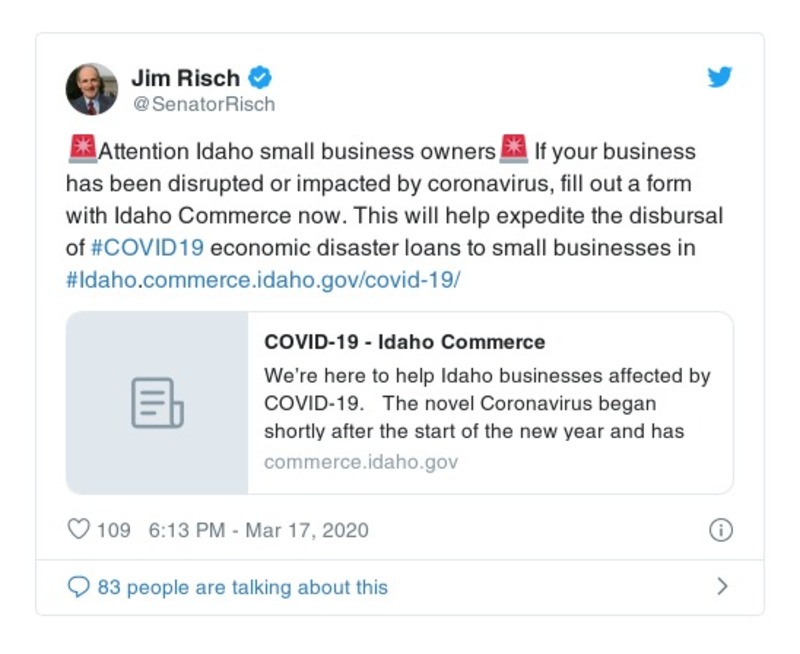 Jim Risch
@SenatorRisch
🚨Attention Idaho small business owners🚨 If your business
has been disrupted or impacted by coronavirus, fill out a form
with Idaho Commerce now. This will help expedite the disbursal
of #COVID19 economic disaster loans to small businesses in
#Idaho.commerce.idaho.gov/covid-19/
COVID-19 - Idaho Commerce
We’re here to help Idaho businesses affected by
COVID-19. The novel Coronavirus began
shortly after the start of the new year and has
commerce.idaho.gov
109 6:13 PM - Mar 17, 2020
83 people are talking about this